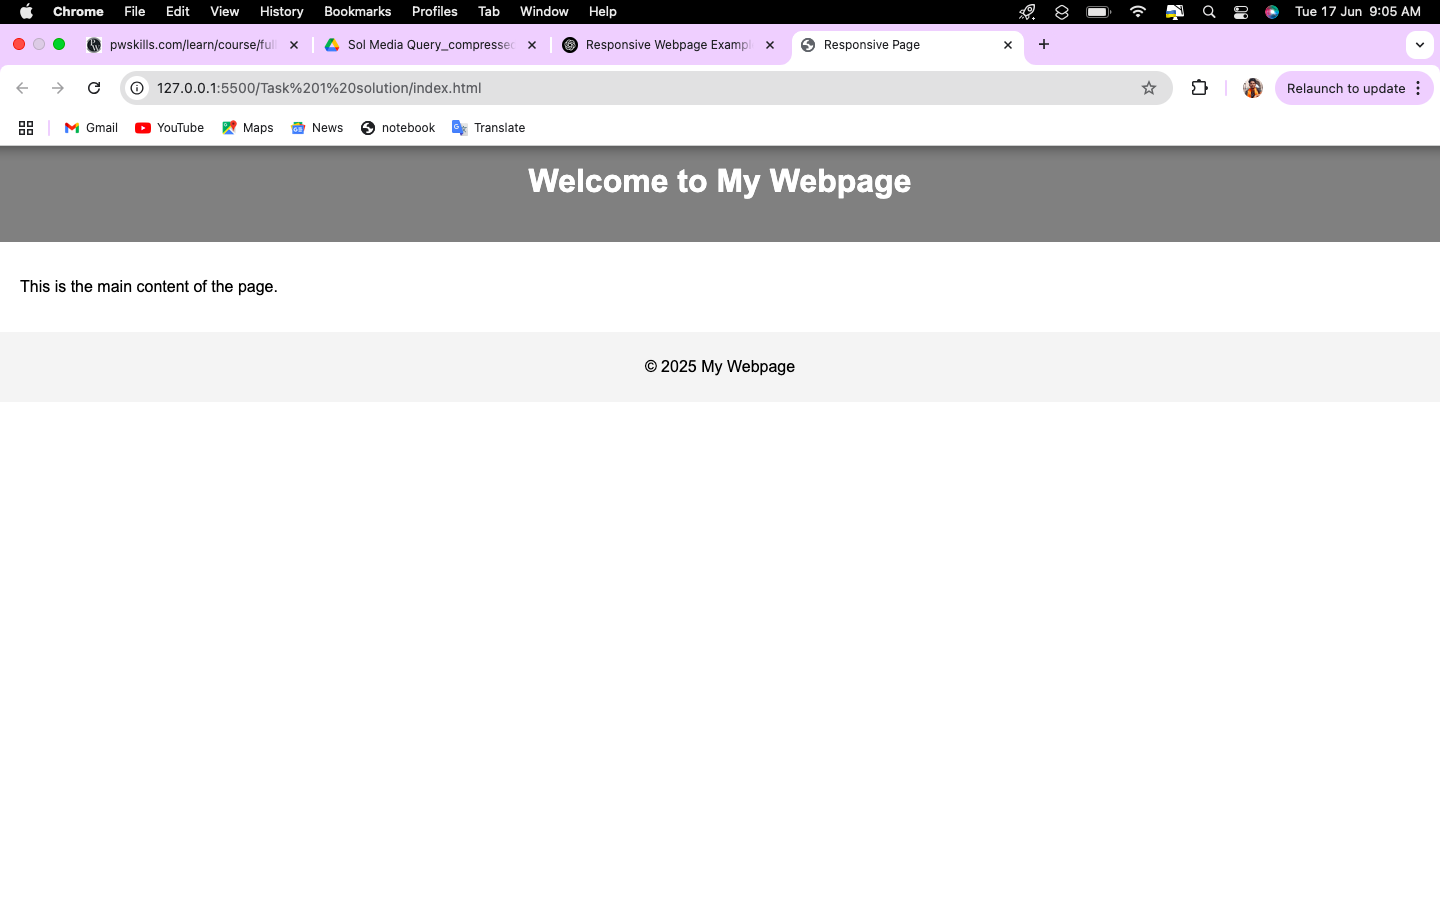 Chrome File Edit View History Bookmarks Profiles Tab Window Help Tue 17 Jun 9:05 AM
pwskills.com/learn/course/full Sol Media Query_compressed Responsive Webpage Exampl Responsive Page
127.0.0.1:5500/Task%201%20solution/index.html Relaunch to update
Gmail YouTube Maps News notebook Translate
Welcome to My Webpage
This is the main content of the page.
© 2025 My Webpage